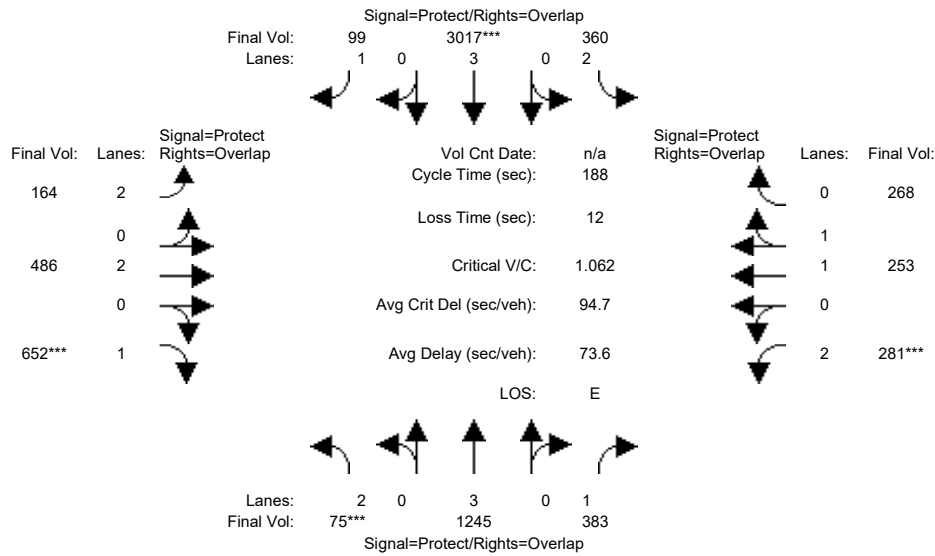 Signal=Protect/Rights=Overlap
Final Vol: 99 3017*** 360
Lanes: 1 0 3 0 2
Signal=Protect
Final Vol: Lanes: Rights=Overlap
Vol Cnt Date: n/a
Signal=Protect
Rights=Overlap Lanes: Final Vol:
Cycle Time (sec): 188
164 2 0 268
Loss Time (sec): 12
0 1
486 2 Critical V/C: 1.062 1 253
0 Avg Crit Del (sec/veh): 94.7 0
652*** 1 Avg Delay (sec/veh): 73.6 2 281***
LOS: E
Lanes: 2 0 3 0 1
Final Vol: 75*** 1245 383
Signal=Protect/Rights=Overlap